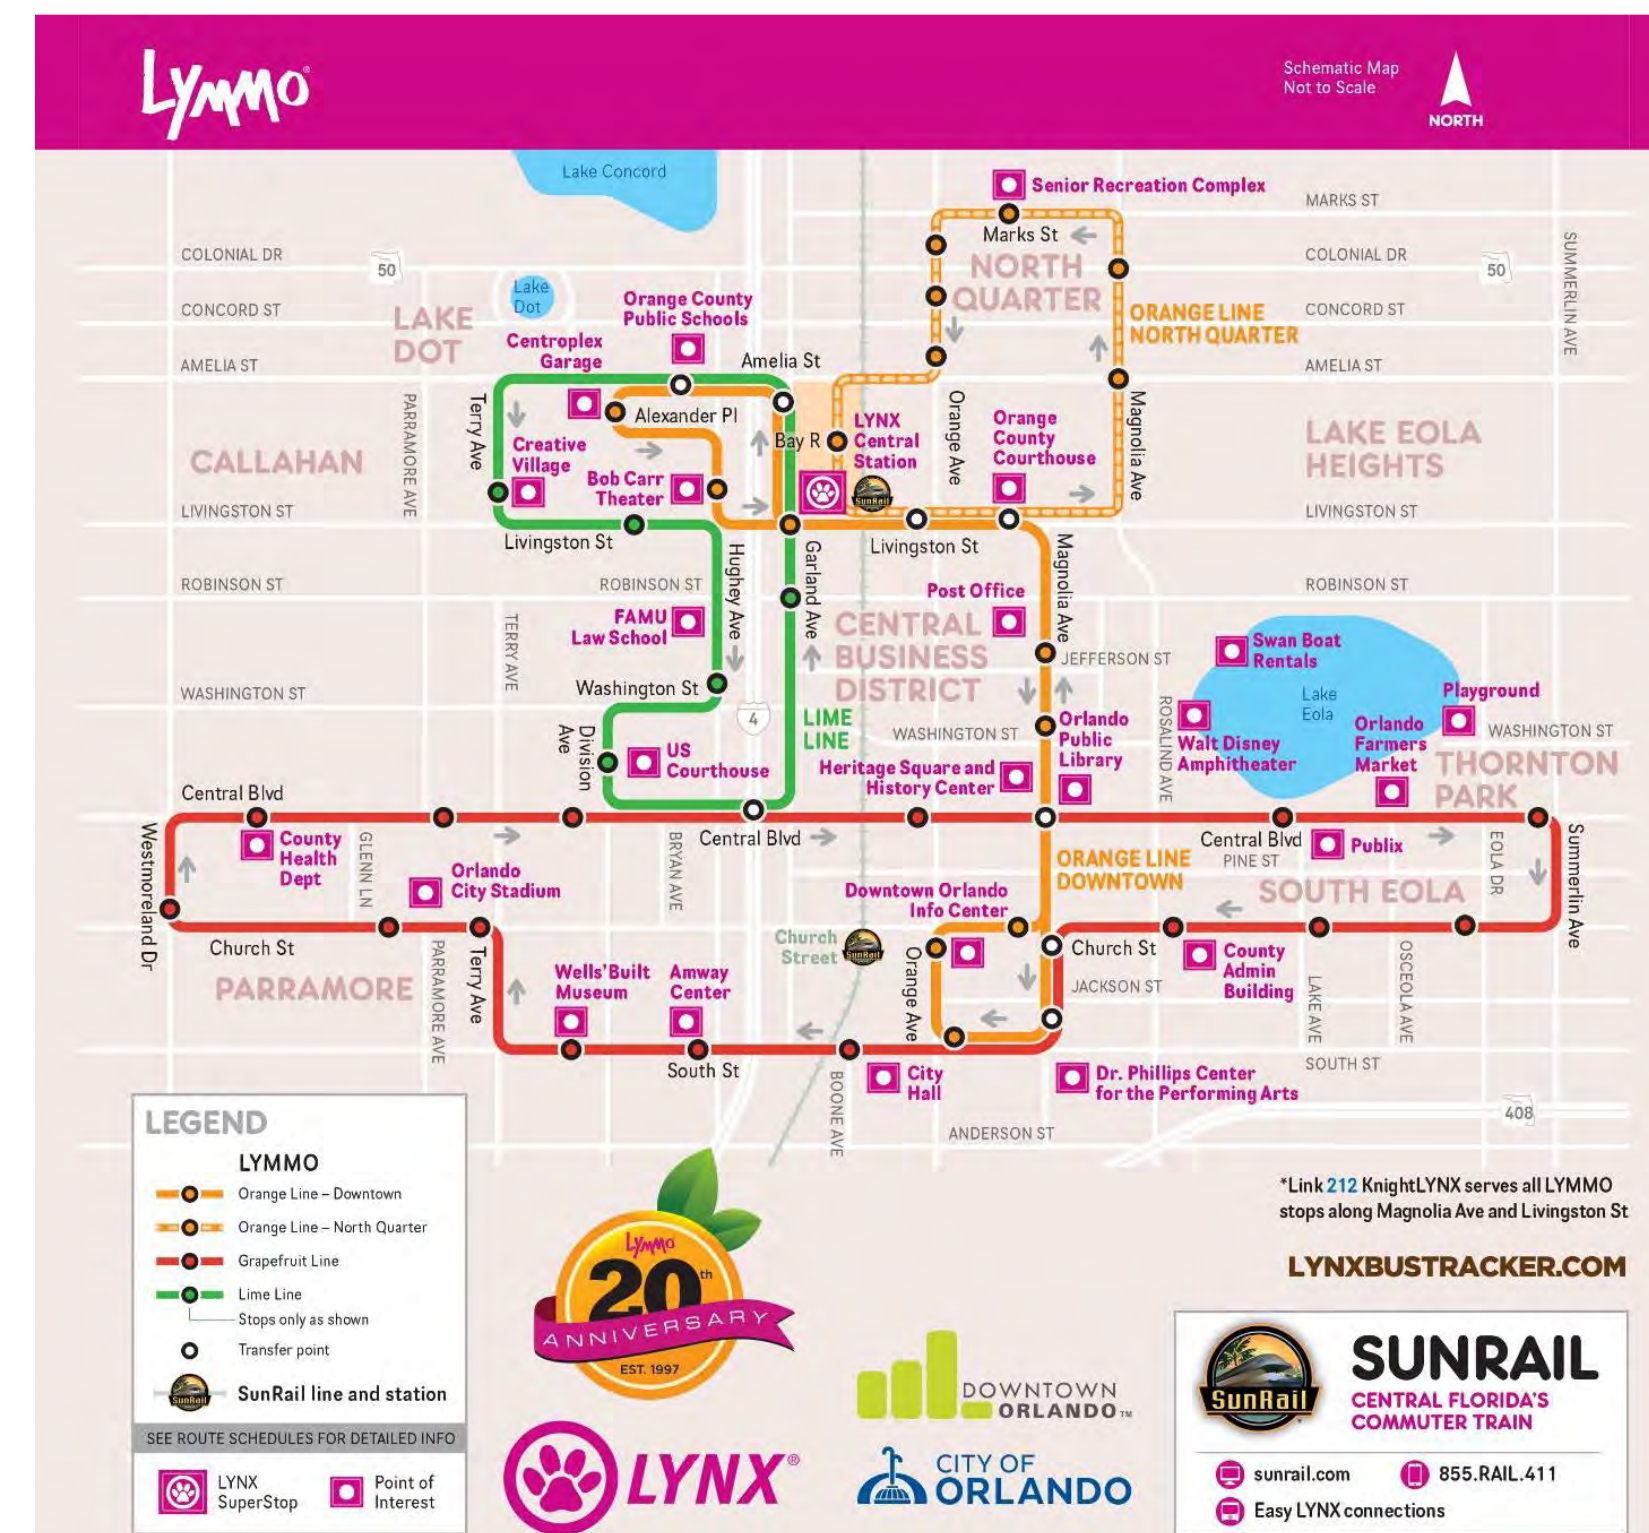 LYMMO®
Schematic Map
Not to Scale
NORTH
Lake Concord
Senior Recreation Complex
MARKS ST
Marks St
COLONIAL DR
50
COLONIAL DR
50
SUMMERLIN AVE
NORTH
QUARTER
Lake
Dot
CONCORD ST
LAKE
DOT
Orange County
Public Schools
ORANGE LINE
NORTH QUARTER
CONCORD ST
Centroplex
Garage
Amelia St
AMELIA ST
AMELIA ST
PARRAMORE AVE
Terry Ave
Alexander Pl
Bay R
LYNX
Central
Station
SunRail
Orange Ave
Orange
County
Courthouse
Magnolia Ave
LAKE EOLA
HEIGHTS
CALLAHAN
Creative
Village
Bob Carr
Theater
LIVINGSTON ST
LIVINGSTON ST
Livingston St
Livingston St
Hughey Ave
Garland Ave
Magnolia Ave
ROBINSON ST
ROBINSON ST
ROBINSON ST
Post Office
FAMU
Law School
TERRY AVE
CENTRAL
BUSINESS
DISTRICT
JEFFERSON ST
Swan Boat
Rentals
Lake
Eola
Playground
WASHINGTON ST
Washington St
4
LIME
LINE
WASHINGTON ST
Orlando
Public
Library
ROSALIND AVE
Walt Disney
Amphitheater
Orlando
Farmers
Market
WASHINGTON ST
THORNTON
PARK
Division
Ave
US
Courthouse
Heritage Square and
History Center
Central Blvd
Central Blvd
Central Blvd
Westmoreland Dr
County
Health
Dept
GLENN LN
Orlando
City Stadium
BRYAN AVE
ORANGE LINE
DOWNTOWN
PINE ST
Publix
EOLA DR
Summerlin Ave
SOUTH EOLA
Downtown Orlando
Info Center
Church St
Church
Street
SunRail
Church St
PARRAMORE
PARRAMORE AVE
Terry Ave
Wells'Built
Museum
Amway
Center
Orange Ave
JACKSON ST
County
Admin
Building
LAKE AVE
OSCEOLA AVE
South St
SOUTH ST
BOONE AVE
City
Hall
Dr. Phillips Center
for the Performing Arts
408
ANDERSON ST
LEGEND
LYMMO
Orange Line – Downtown
Orange Line – North Quarter
Grapefruit Line
Lime Line
Stops only as shown
Transfer point
SunRail
SunRail line and station
SEE ROUTE SCHEDULES FOR DETAILED INFO
LYNX
SuperStop
Point of
Interest
Lymmo
20th
ANNIVERSARY
EST. 1997
LYNX®
DOWNTOWN
ORLANDO™
CITY OF
ORLANDO
*Link 212 KnightLYNX serves all LYMMO
stops along Magnolia Ave and Livingston St
LYNXBUSTRACKER.COM
SunRail
SUNRAIL
CENTRAL FLORIDA'S
COMMUTER TRAIN
sunrail.com
855.RAIL.411
Easy LYNX connections